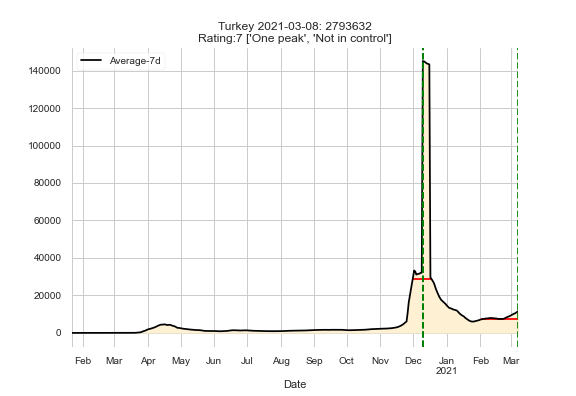 Turkey 2021-03-08: 2793632
Rating:7 ['One peak', 'Not in control']
Average-7d
140000
120000
100000
80000
60000
40000
20000
0
Feb Mar Apr May Jun Jul Aug Sep Oct Nov Dec Jan Feb Mar
2021
Date